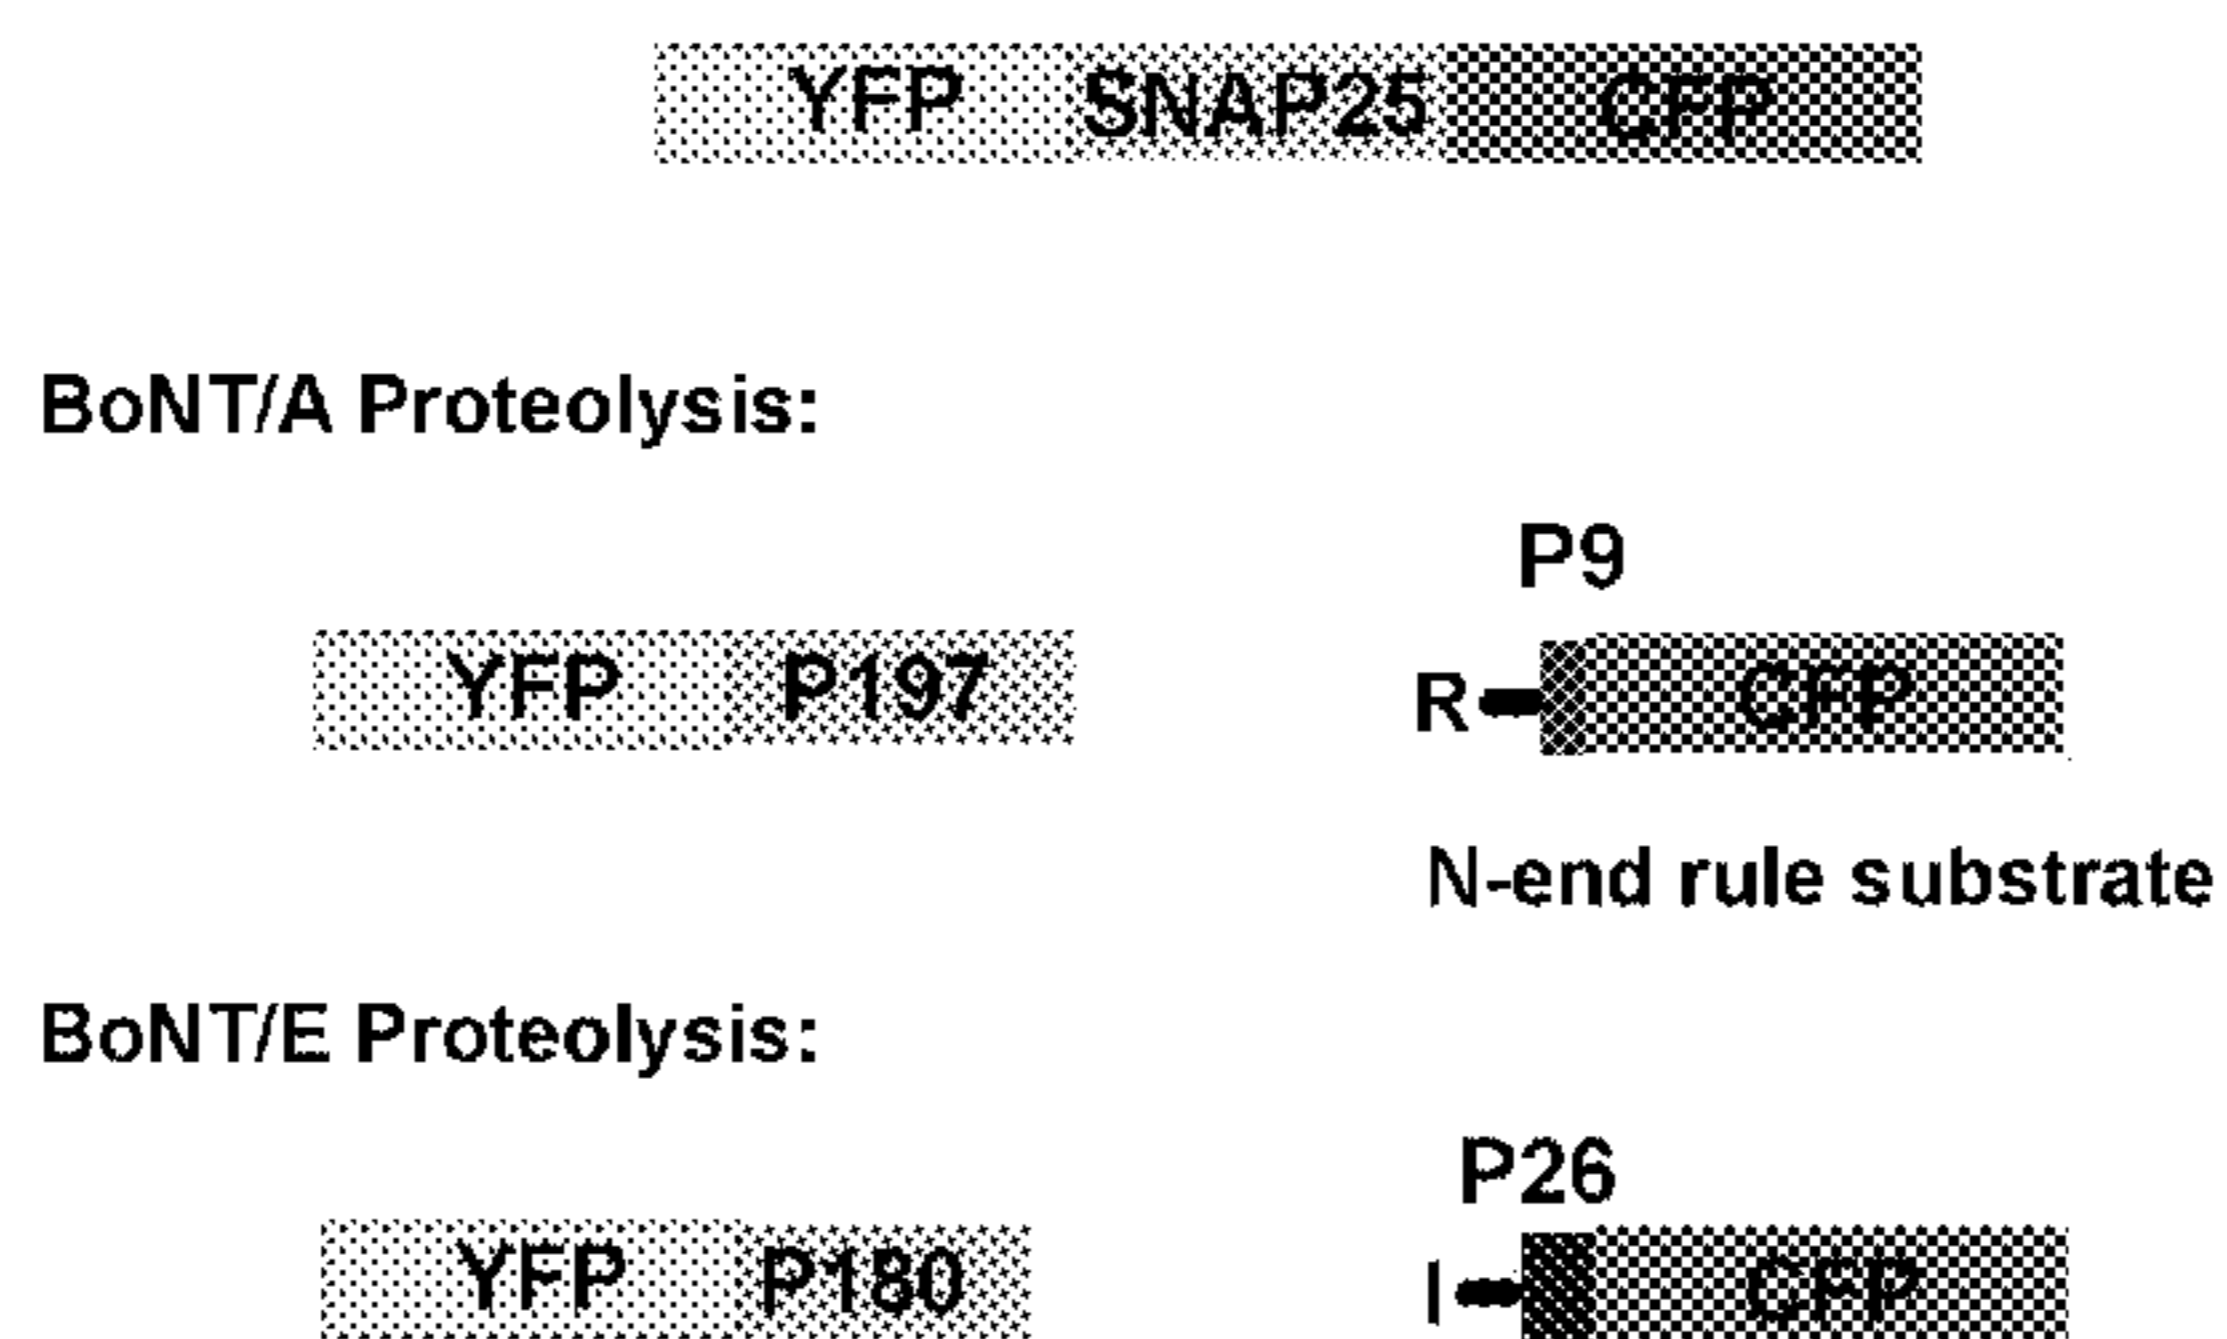 YFP SNAP25 CFP
BoNT/A Proteolysis:
P9
YFP P197 R CFP
N-end rule substrate
BoNT/E Proteolysis:
P26
YFP P180 I CFP